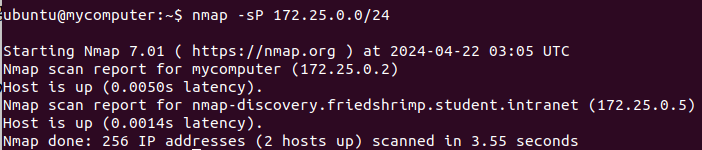 ubuntu@mycomputer:~$ nmap -sP 172.25.0.0/24
Starting Nmap 7.01 ( https://nmap.org ) at 2024-04-22 03:05 UTC
Nmap scan report for mycomputer (172.25.0.2)
Host is up (0.0050s latency).
Nmap scan report for nmap-discovery.friedshrimp.student.intranet (172.25.0.5)
Host is up (0.0014s latency).
Nmap done: 256 IP addresses (2 hosts up) scanned in 3.55 seconds